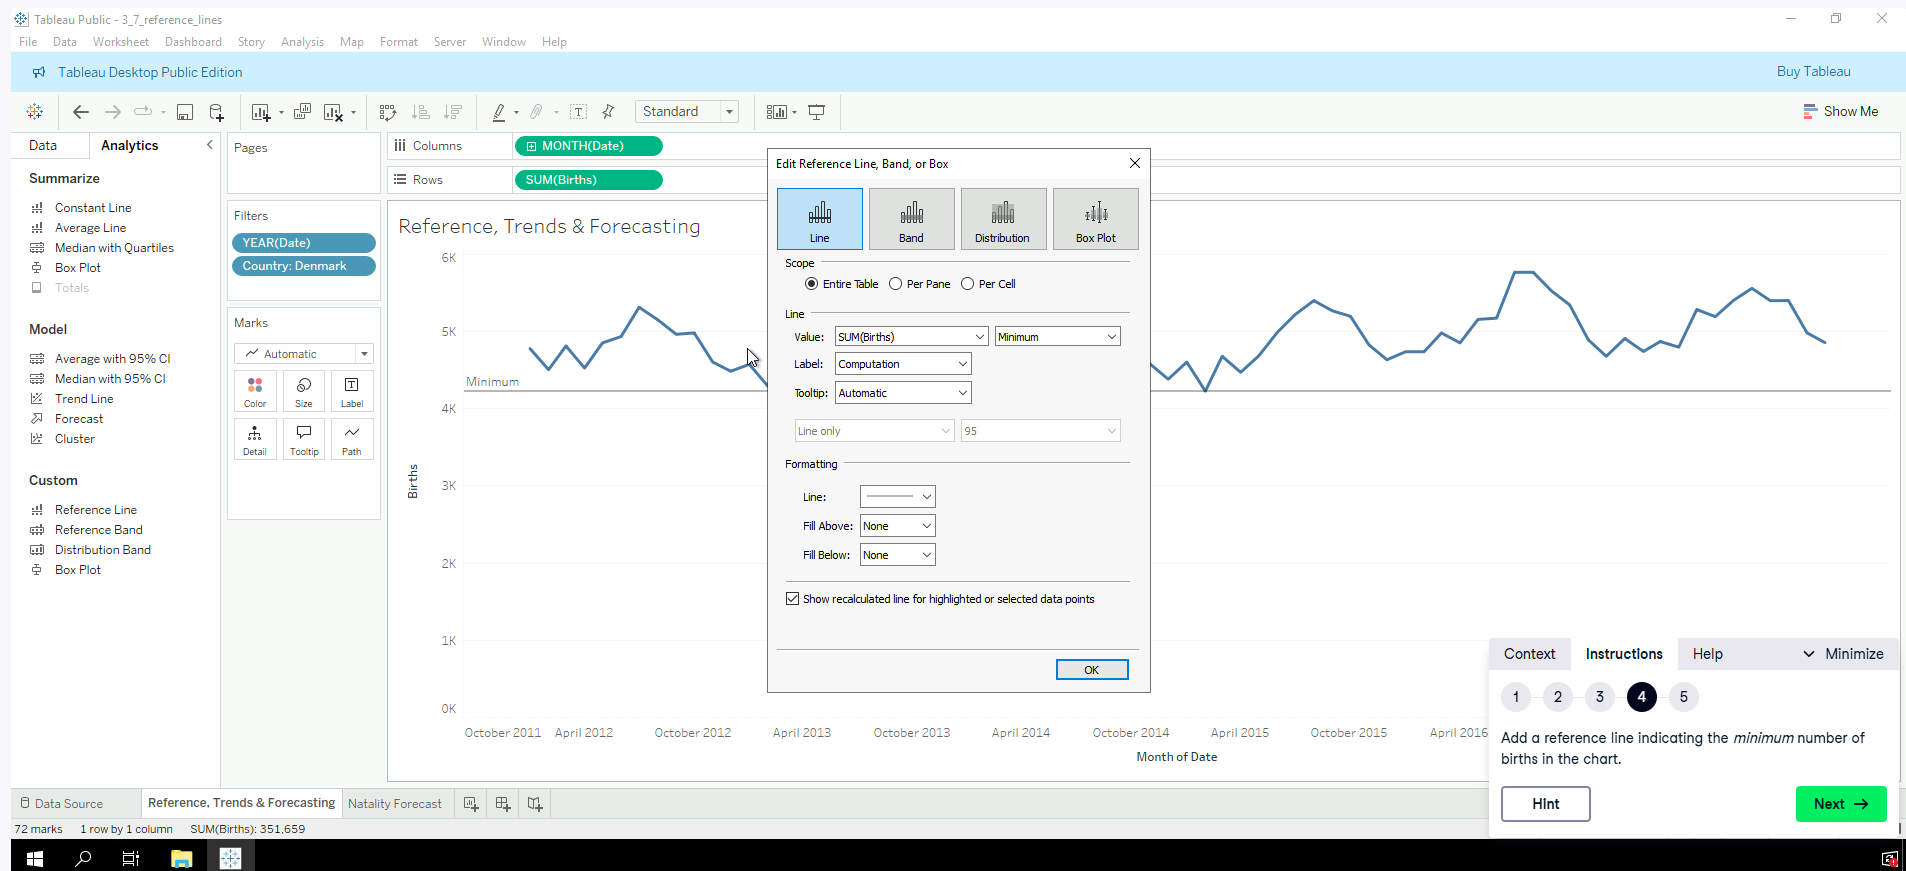 Tableau Public - 3_7_reference_lines
File Data Worksheet Dashboard Story Analysis Map Format Server Window Help
Tableau Desktop Public Edition
Buy Tableau
Standard
Show Me
Data
Analytics
Summarize
Constant Line
Average Line
Median with Quartiles
Box Plot
Totals
Model
Average with 95% CI
Median with 95% CI
Trend Line
Forecast
Cluster
Custom
Reference Line
Reference Band
Distribution Band
Box Plot
Pages
Filters
YEAR(Date)
Country: Denmark
Marks
Automatic
Color Size Label
Detail Tooltip Path
Columns
MONTH(Date)
Rows
SUM(Births)
Reference, Trends & Forecasting
6K
5K
Minimum
4K
3K
2K
1K
0K
Births
October 2011 April 2012 October 2012 April 2013 October 2013 April 2014 October 2014 April 2015 October 2015 April 2016
Month of Date
Edit Reference Line, Band, or Box
Line Band Distribution Box Plot
Scope
Entire Table Per Pane Per Cell
Line
Value: SUM(Births) Minimum
Label: Computation
Tooltip: Automatic
Line only 95
Formatting
Line:
Fill Above: None
Fill Below: None
Show recalculated line for highlighted or selected data points
OK
Context Instructions Help Minimize
1 2 3 4 5
Add a reference line indicating the minimum number of
births in the chart.
Hint
Next
Data Source
Reference, Trends & Forecasting
Natality Forecast
72 marks 1 row by 1 column SUM(Births): 351,659